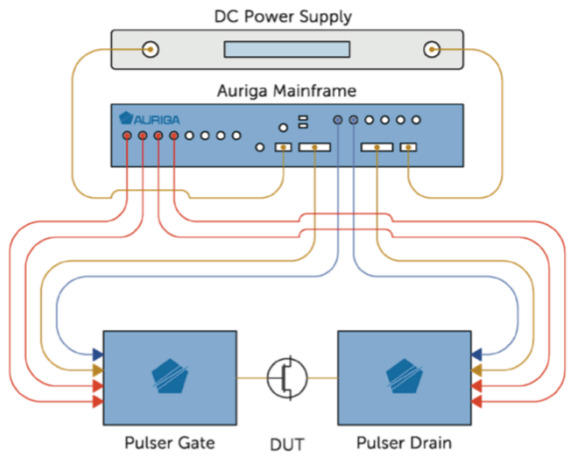 DC Power Supply
Auriga Mainframe
AURIGA
Pulser Gate
DUT
Pulser Drain